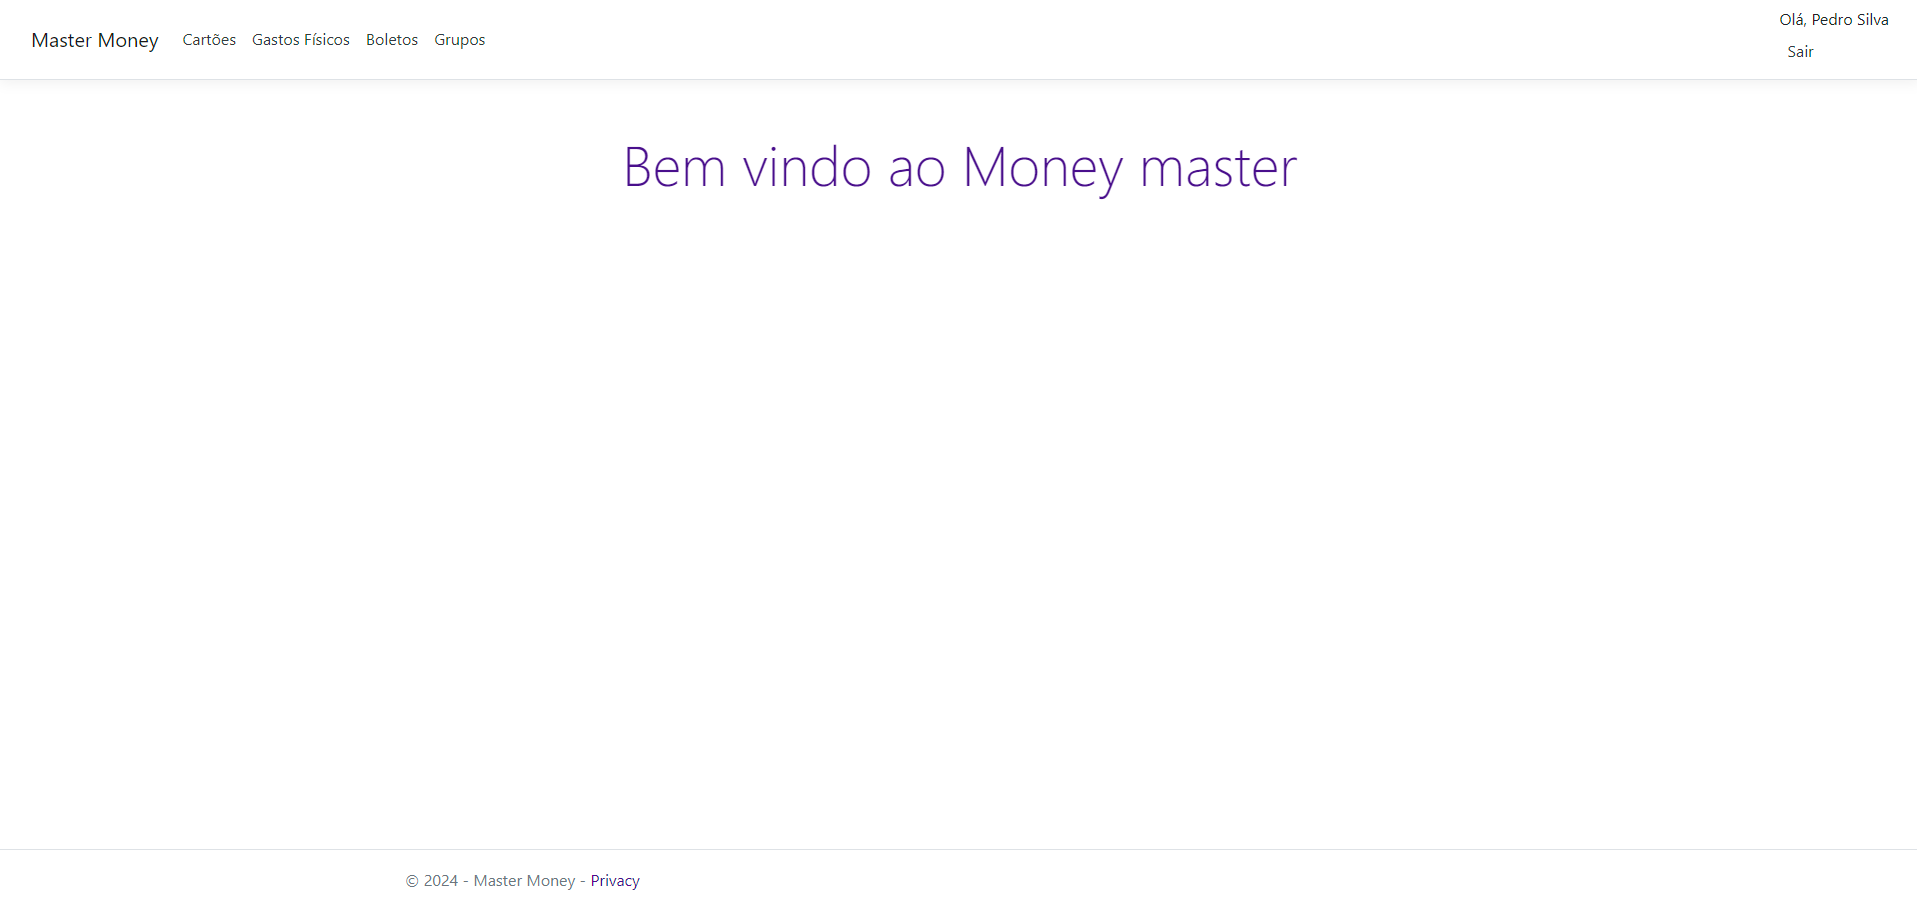 Master Money Cartões Gastos Físicos Boletos Grupos
Olá, Pedro Silva
Sair
Bem vindo ao Money master
© 2024 - Master Money - Privacy